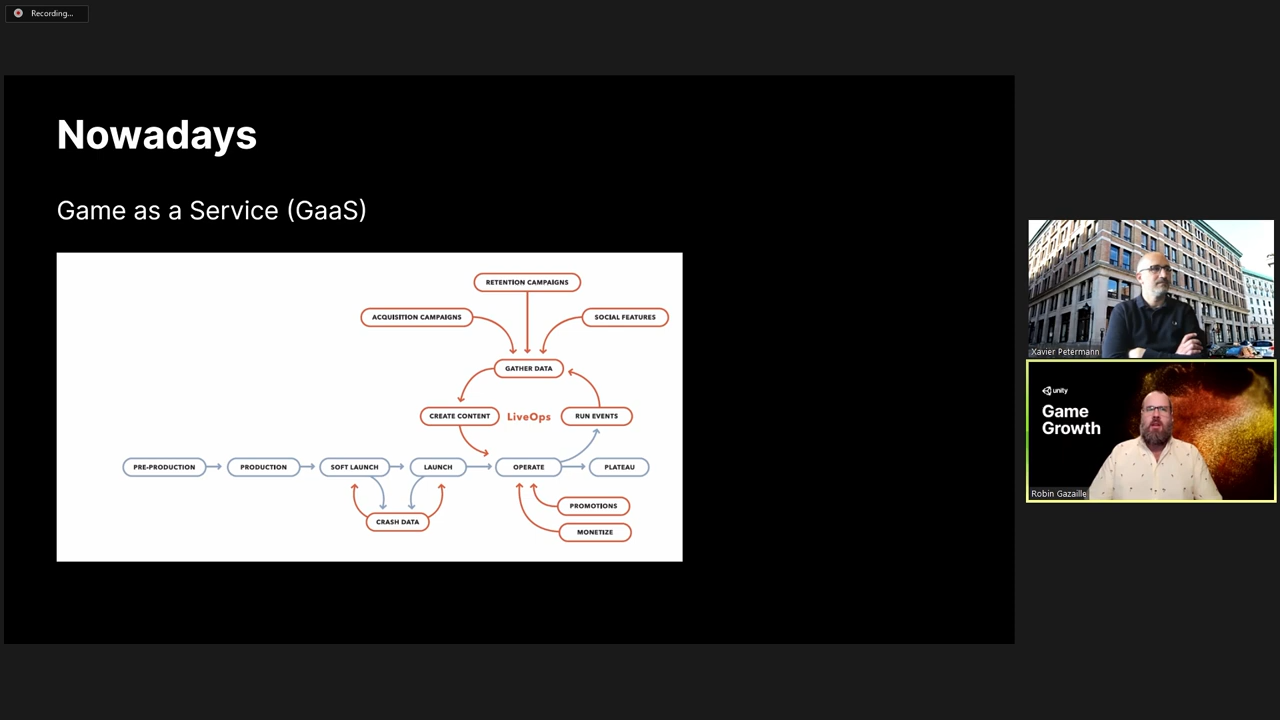 Recording...
Nowadays
Game as a Service (GaaS)
RETENTION CAMPAIGNS
ACQUISITION CAMPAIGNS
SOCIAL FEATURES
GATHER DATA
CREATE CONTENT
LiveOps
RUN EVENTS
PRE-PRODUCTION
PRODUCTION
SOFT LAUNCH
LAUNCH
OPERATE
PLATEAU
CRASH DATA
PROMOTIONS
MONETIZE
Xavier Petermann
unity
Game
Growth
Robin Gazaille